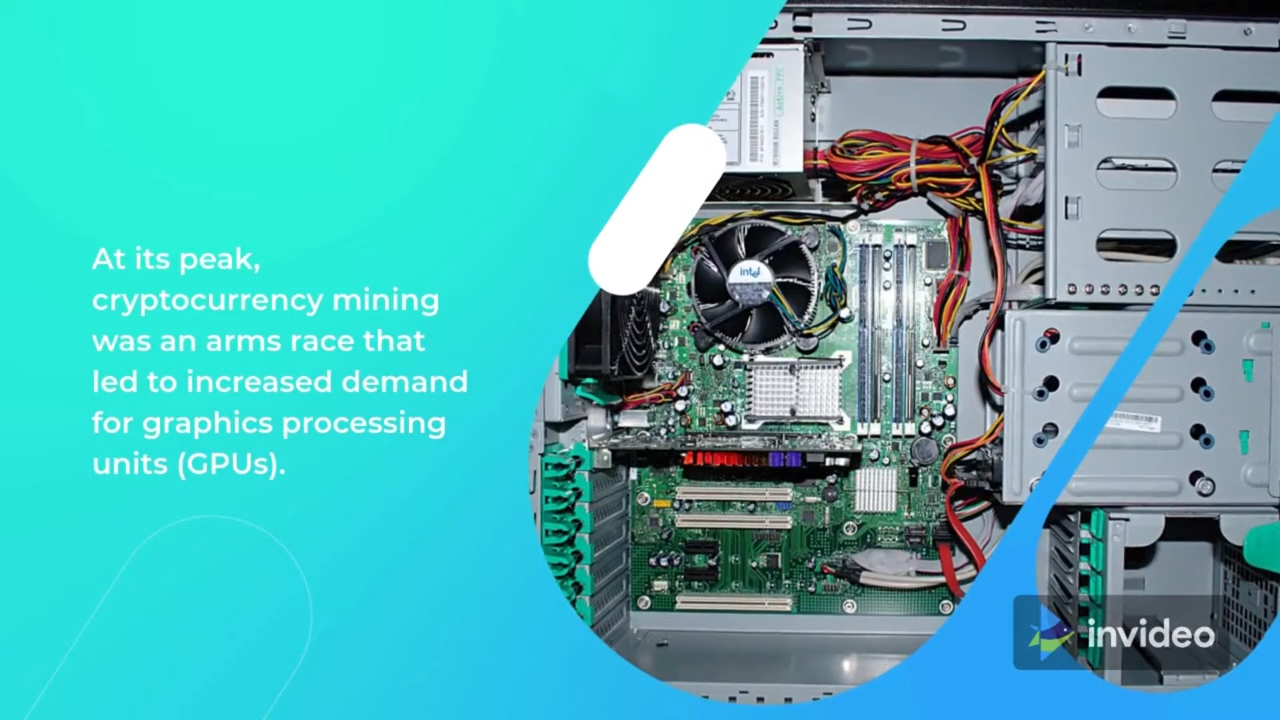 At its peak,
cryptocurrency mining
was an arms race that
led to increased demand
for graphics processing
units (GPUs).
intel
invideo